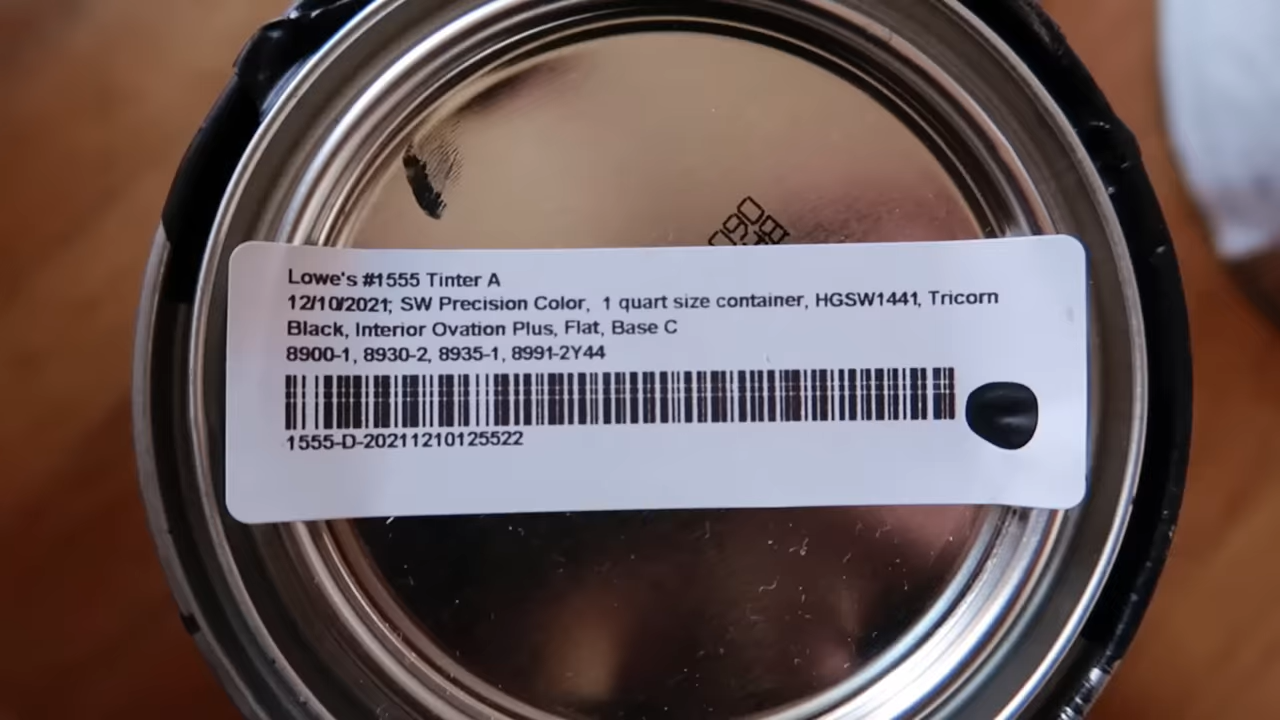 Lowe's #1555 Tinter A
12/10/2021; SW Precision Color, 1 quart size container, HGSW1441, Tricorn
Black, Interior Ovation Plus, Flat, Base C
8900-1, 8930-2, 8935-1, 8991-2Y44
1555-D-20211210125522